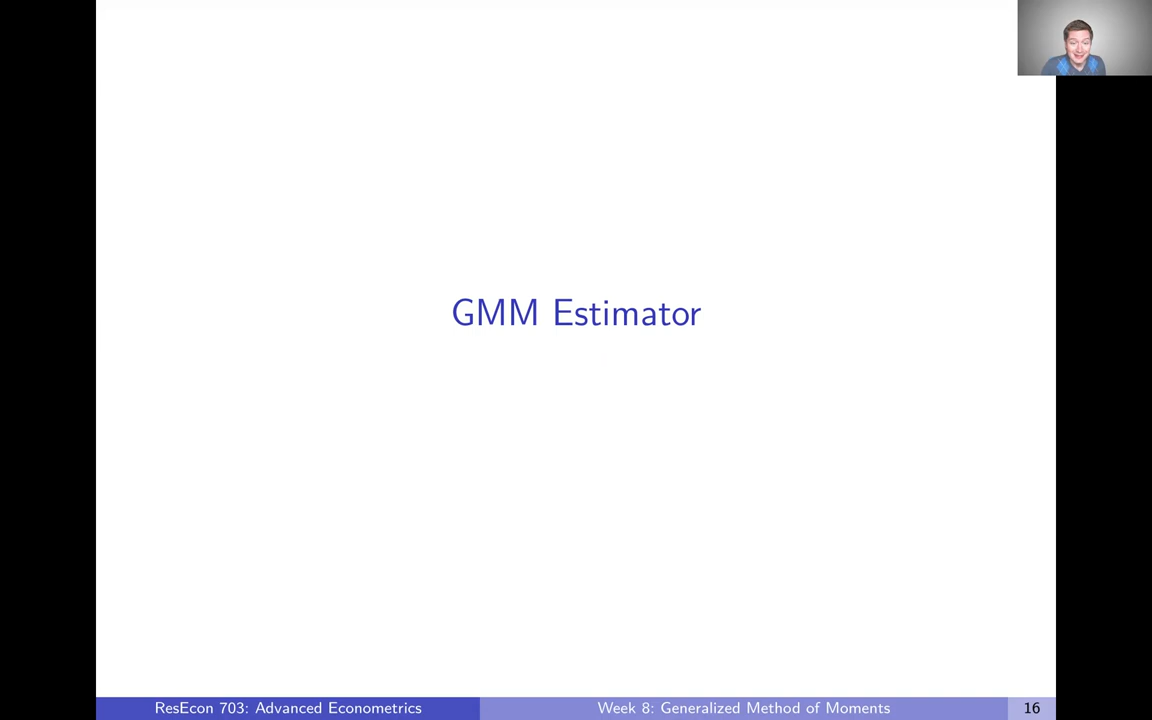 GMM Estimator
ResEcon 703: Advanced Econometrics
Week 8: Generalized Method of Moments
16